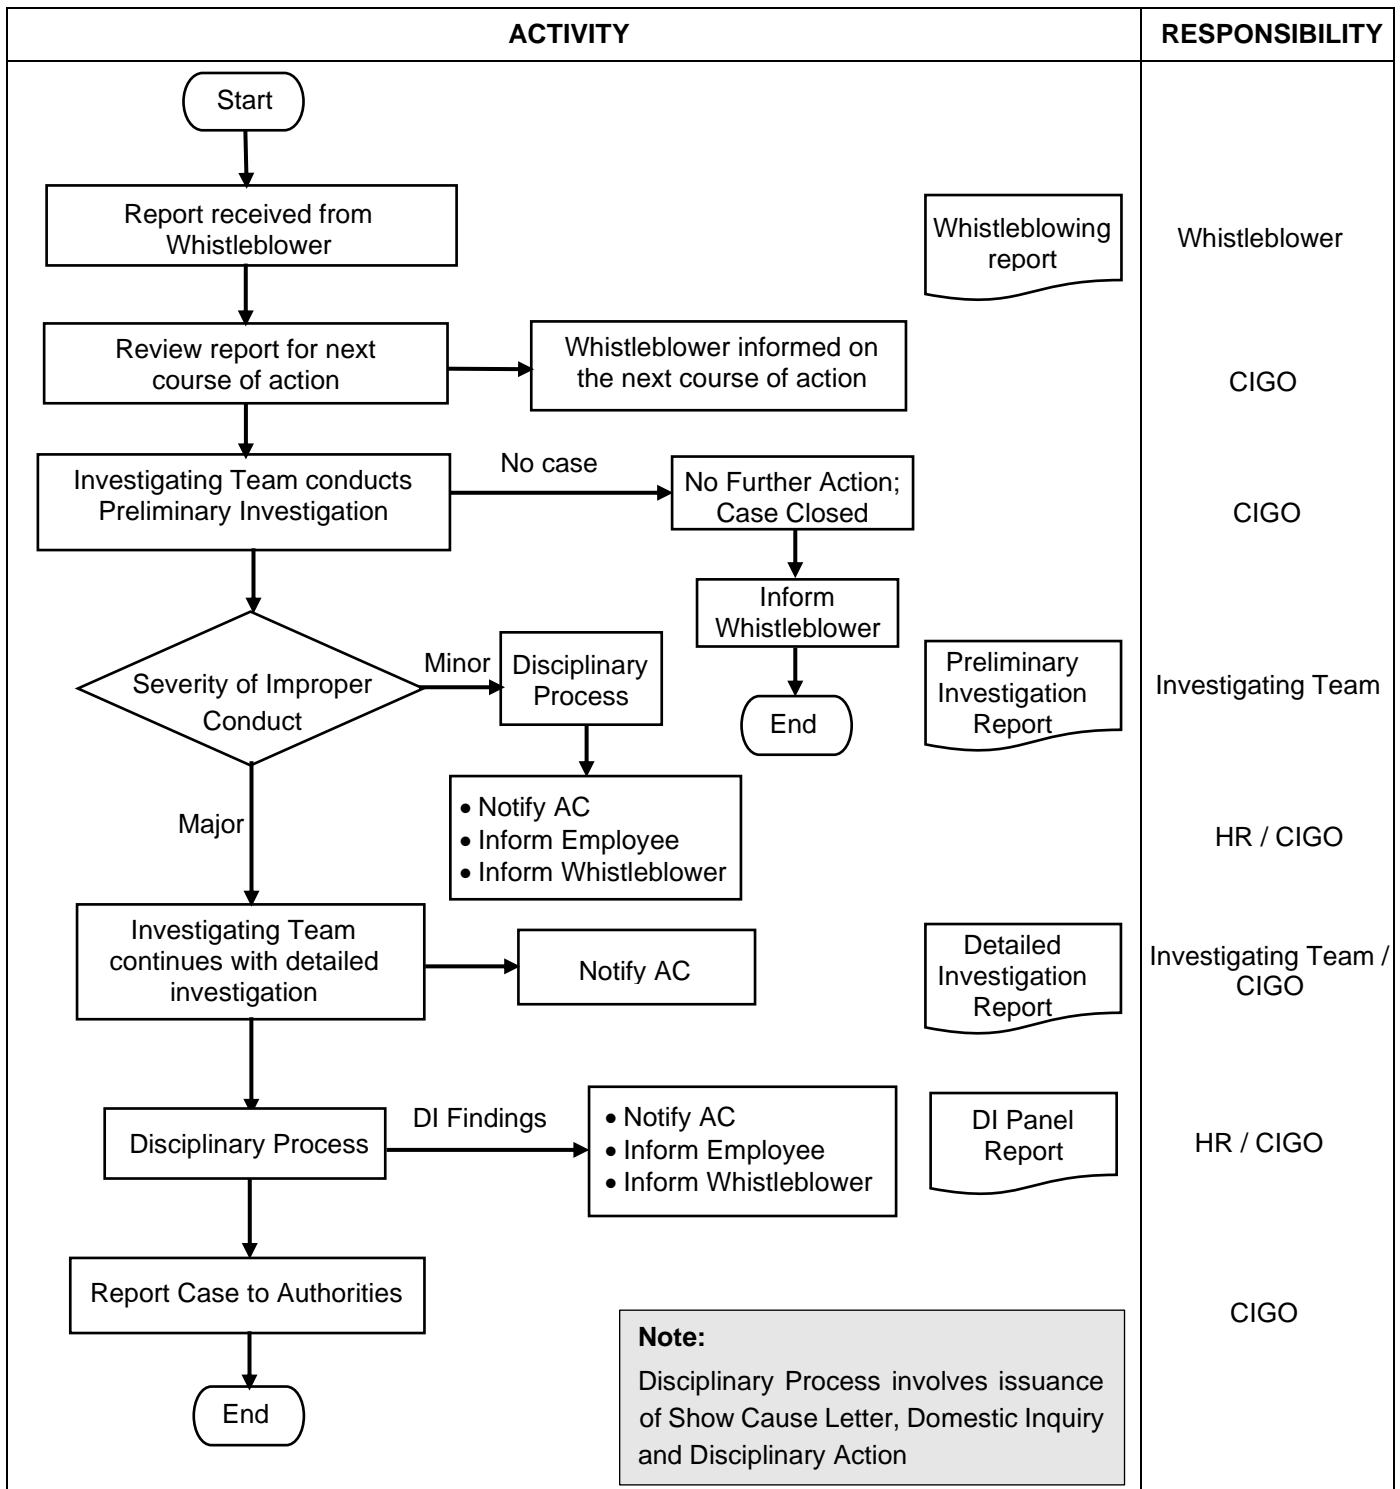 ACTIVITY
RESPONSIBILITY
Start
Report received from
Whistleblower
Whistleblowing
report
Whistleblower
Review report for next
course of action
Whistleblower informed on
the next course of action
CIGO
Investigating Team conducts
Preliminary Investigation
No case
No Further Action;
Case Closed
CIGO
Inform
Whistleblower
End
Severity of Improper
Conduct
Minor
Disciplinary
Process
Preliminary
Investigation
Report
Investigating Team
Major
• Notify AC
• Inform Employee
• Inform Whistleblower
HR / CIGO
Investigating Team
continues with detailed
investigation
Notify AC
Detailed
Investigation
Report
Investigating Team /
CIGO
Disciplinary Process
DI Findings
• Notify AC
• Inform Employee
• Inform Whistleblower
DI Panel
Report
HR / CIGO
Report Case to Authorities
CIGO
End
Note:
Disciplinary Process involves issuance
of Show Cause Letter, Domestic Inquiry
and Disciplinary Action